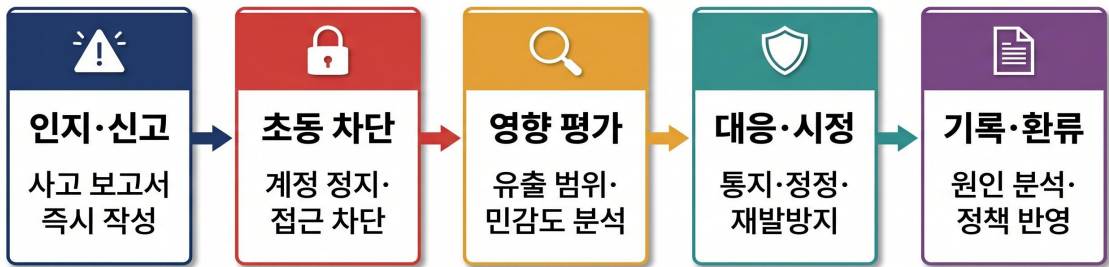 인지·신고
사고 보고서
즉시 작성
초동 차단
계정 정지·
접근 차단
영향 평가
유출 범위·
민감도 분석
대응·시정
통지·정정·
재발방지
기록·환류
원인 분석·
정책 반영